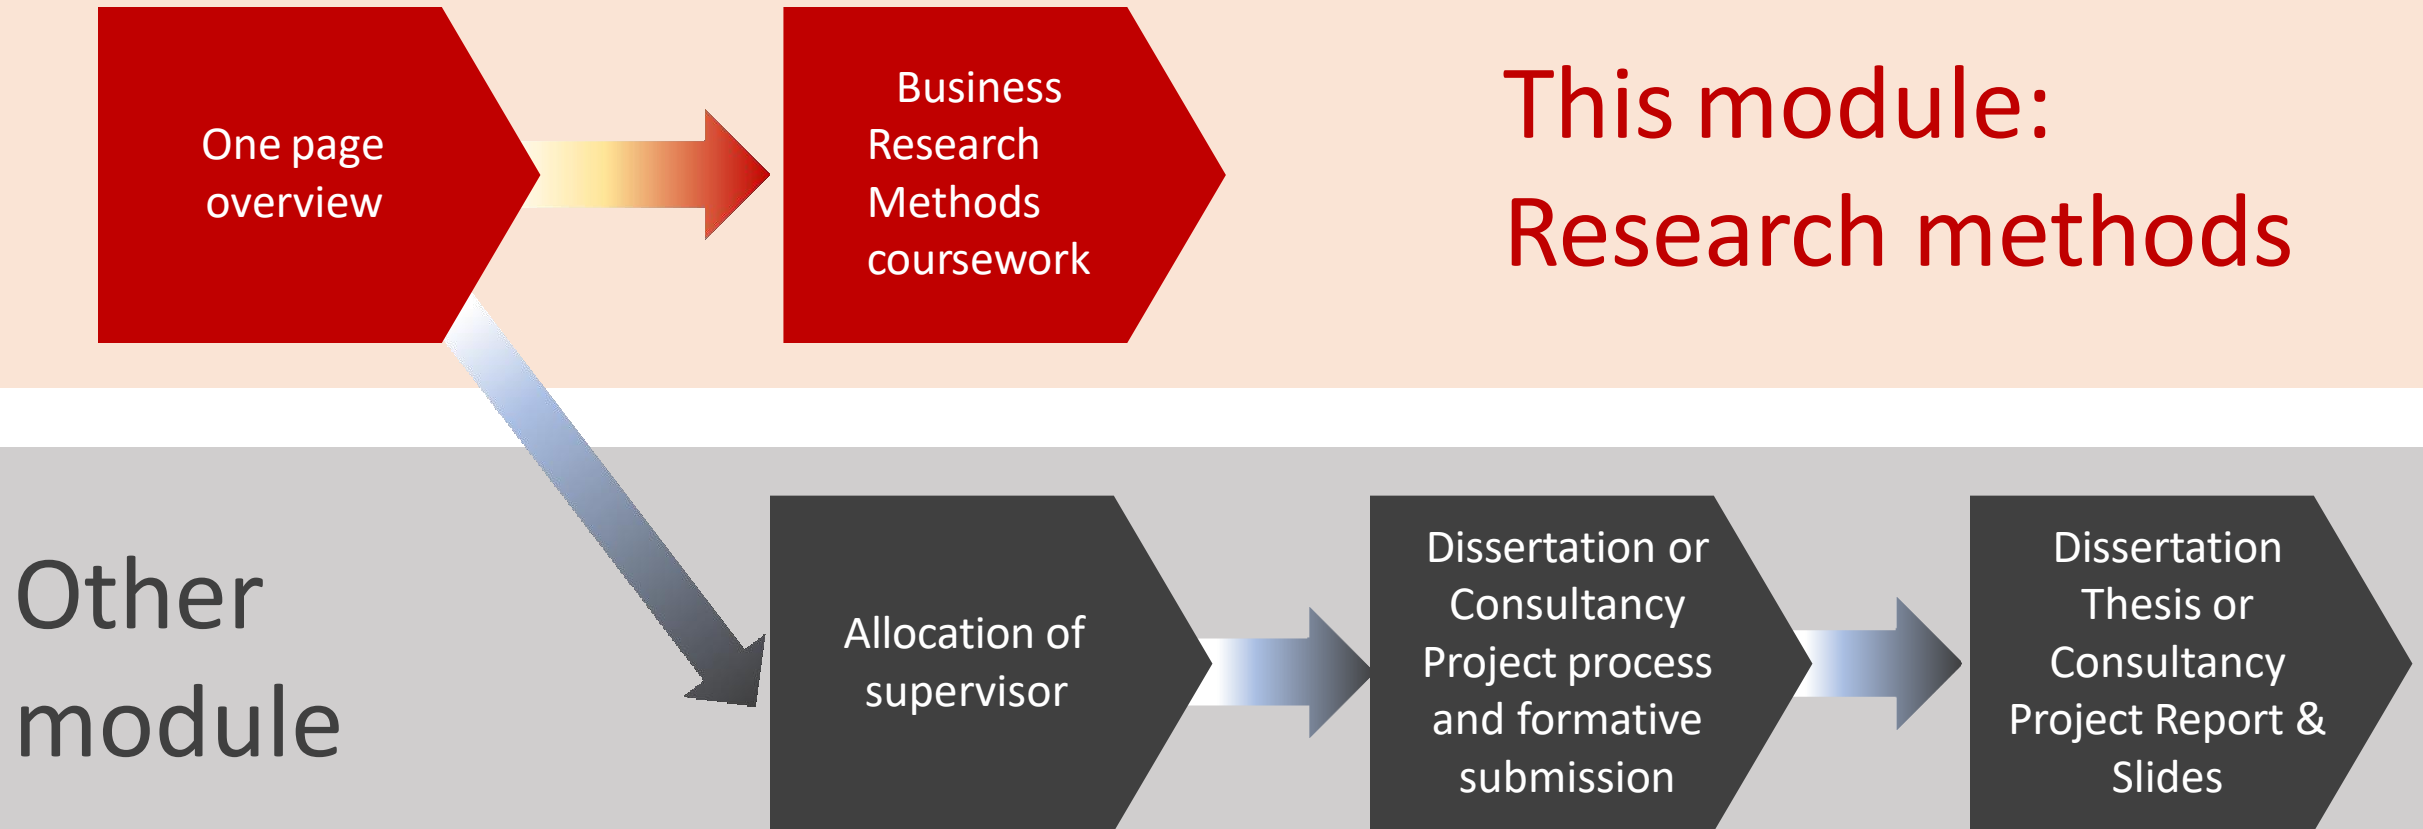 One page
overview
Business
Research
Methods
coursework
This module:
Research methods
Other
module
Allocation of
supervisor
Dissertation or
Consultancy
Project process
and formative
submission
Dissertation
Thesis or
Consultancy
Project Report &
Slides